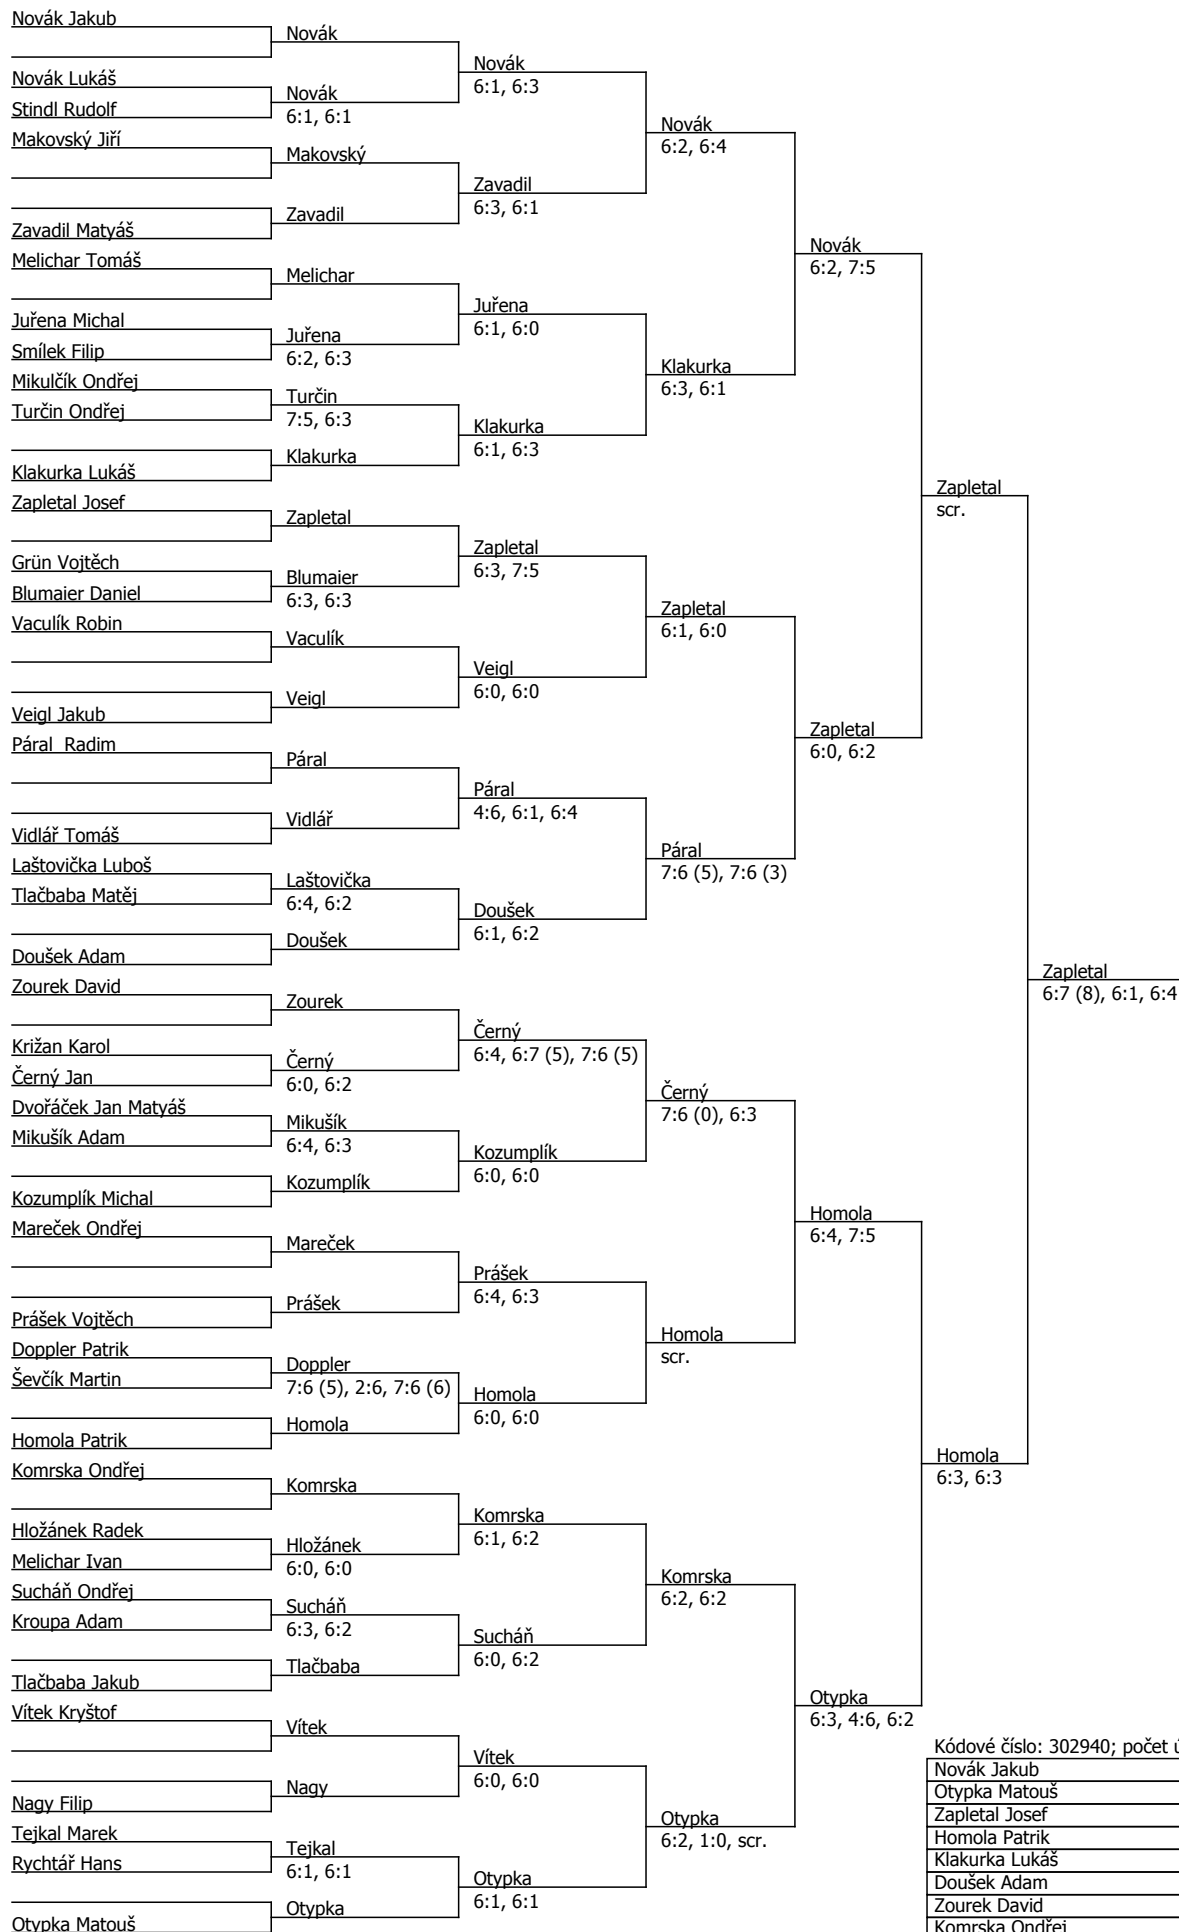 Novák Jakub
Novák Lukáš
Stindl Rudolf
Makovský Jiří
Zavadil Matyáš
Melichar Tomáš
Juřena Michal
Smílek Filip
Mikulčík Ondřej
Turčin Ondřej
Klakurka Lukáš
Zapletal Josef
Grün Vojtěch
Blumaier Daniel
Vaculík Robin
Veigl Jakub
Páral  Radim
Vidlář Tomáš
Laštovička Luboš
Tlačbaba Matěj
Doušek Adam
Zourek David
Križan Karol
Černý Jan
Dvořáček Jan Matyáš
Mikušík Adam
Kozumplík Michal
Mareček Ondřej
Prášek Vojtěch
Doppler Patrik
Ševčík Martin
Homola Patrik
Komrska Ondřej
Hložánek Radek
Melichar Ivan
Sucháň Ondřej
Kroupa Adam
Tlačbaba Jakub
Vítek Kryštof
Nagy Filip
Tejkal Marek
Rychtář Hans
Otypka Matouš
Novák
Novák
6:1, 6:1
Makovský
Zavadil
Melichar
Juřena
6:2, 6:3
Turčin
7:5, 6:3
Klakurka
Zapletal
Blumaier
6:3, 6:3
Vaculík
Veigl
Páral
Vidlář
Laštovička
6:4, 6:2
Doušek
Zourek
Černý
6:0, 6:2
Mikušík
6:4, 6:3
Kozumplík
Mareček
Prášek
Doppler
7:6 (5), 2:6, 7:6 (6)
Homola
Komrska
Hložánek
6:0, 6:0
Sucháň
6:3, 6:2
Tlačbaba
Vítek
Nagy
Tejkal
6:1, 6:1
Otypka
Novák
6:1, 6:3
Zavadil
6:3, 6:1
Juřena
6:1, 6:0
Klakurka
6:1, 6:3
Zapletal
6:3, 7:5
Veigl
6:0, 6:0
Páral
4:6, 6:1, 6:4
Doušek
6:1, 6:2
Černý
6:4, 6:7 (5), 7:6 (5)
Kozumplík
6:0, 6:0
Prášek
6:4, 6:3
Homola
6:0, 6:0
Komrska
6:1, 6:2
Sucháň
6:0, 6:2
Vítek
6:0, 6:0
Otypka
6:1, 6:1
Novák
6:2, 6:4
Klakurka
6:3, 6:1
Zapletal
6:1, 6:0
Páral
7:6 (5), 7:6 (3)
Černý
7:6 (0), 6:3
Homola
scr.
Komrska
6:2, 6:2
Otypka
6:2, 1:0, scr.
Novák
6:2, 7:5
Zapletal
6:0, 6:2
Homola
6:4, 7:5
Otypka
6:3, 4:6, 6:2
Zapletal
scr.
Homola
6:3, 6:3
Zapletal
6:7 (8), 6:1, 6:4
Kódové číslo: 302940; počet
Novák Jakub
Otypka Matouš
Zapletal Josef
Homola Patrik
Klakurka Lukáš
Doušek Adam
Zourek David
Komrska Ondřej